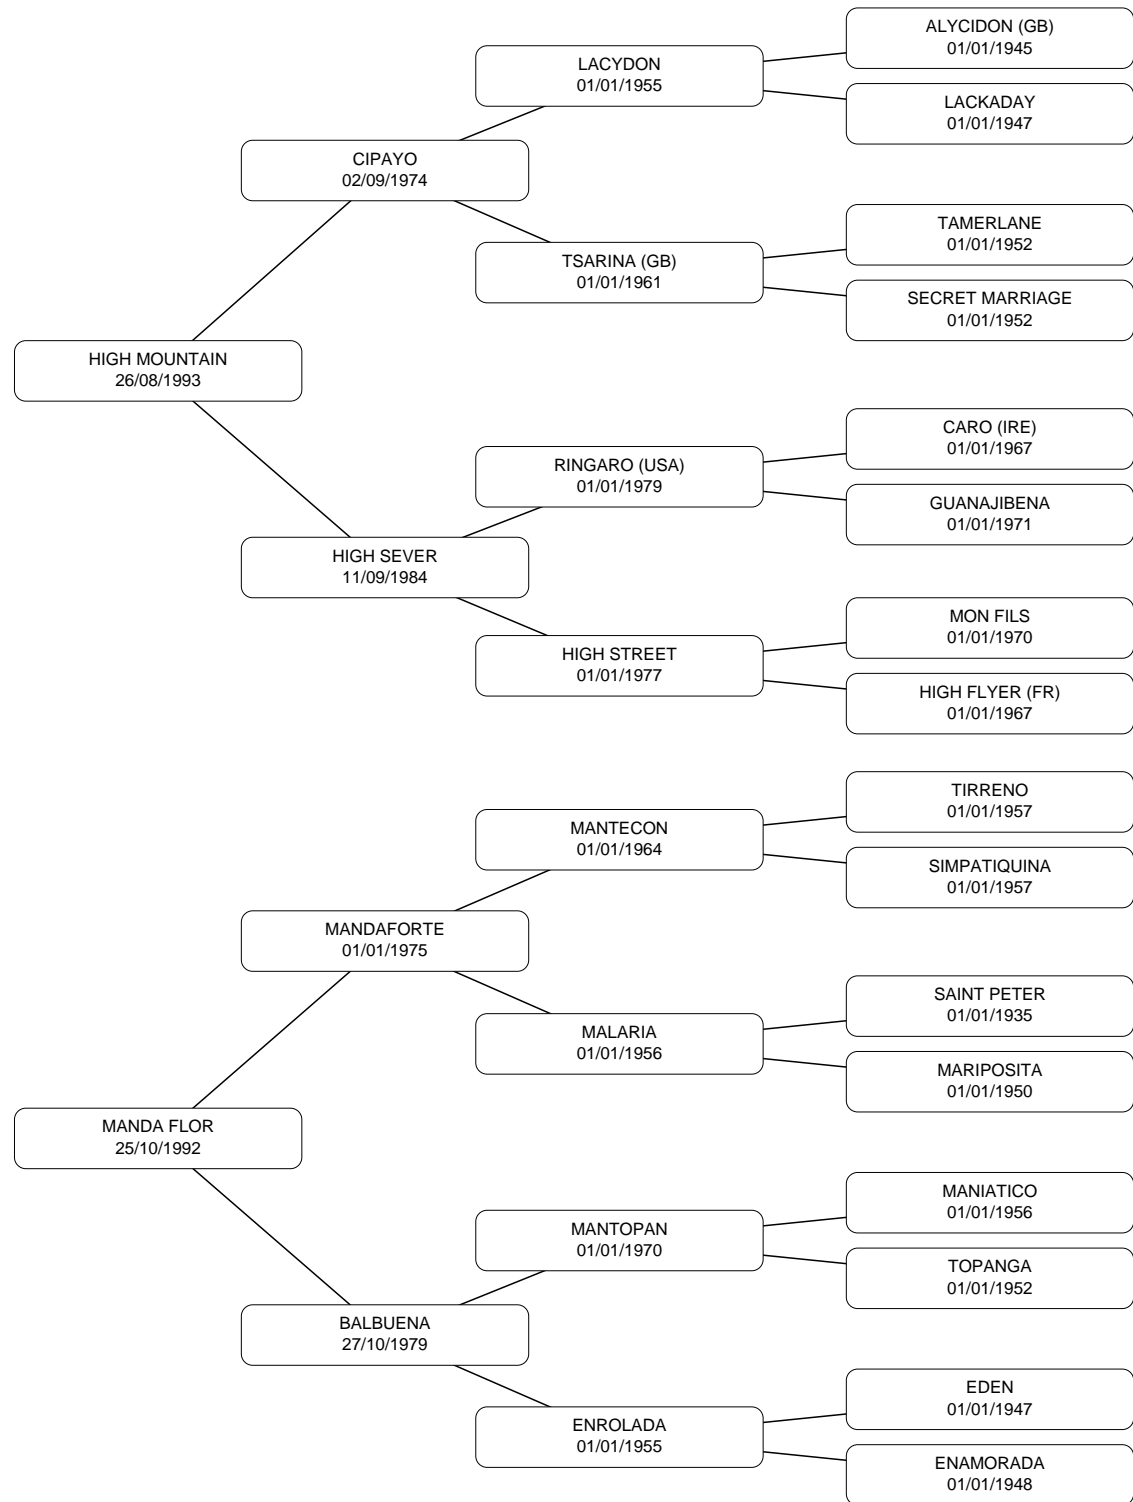 ALYCIDON (GB)
01/01/1945
LACYDON
01/01/1955
LACKADAY
01/01/1947
CIPAYO
02/09/1974
TAMERLANE
01/01/1952
TSARINA (GB)
01/01/1961
SECRET MARRIAGE
01/01/1952
HIGH MOUNTAIN
26/08/1993
CARO (IRE)
01/01/1967
RINGARO (USA)
01/01/1979
GUANAJIBENA
01/01/1971
HIGH SEVER
11/09/1984
MON FILS
01/01/1970
HIGH STREET
01/01/1977
HIGH FLYER (FR)
01/01/1967
TIRRENO
01/01/1957
MANTECON
01/01/1964
SIMPATIQUINA
01/01/1957
MANDAFORTE
01/01/1975
SAINT PETER
01/01/1935
MALARIA
01/01/1956
MARIPOSITA
01/01/1950
MANDA FLOR
25/10/1992
MANIATICO
01/01/1956
MANTOPAN
01/01/1970
TOPANGA
01/01/1952
BALBUENA
27/10/1979
EDEN
01/01/1947
ENROLADA
01/01/1955
ENAMORADA
01/01/1948